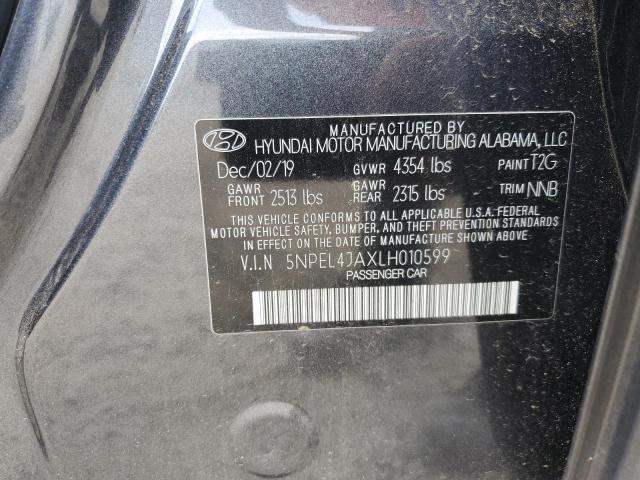 MANUFACTURED BY
HYUNDAI MOTOR MANUFACTURING ALABAMA, LLC
Dec/02/19 GVWR 4354 lbs PAINT T2G
GAWR FRONT 2513 lbs GAWR REAR 2315 lbs TRIM NNB
THIS VEHICLE CONFORMS TO ALL APPLICABLE U.S.A. FEDERAL
MOTOR VEHICLE SAFETY, BUMPER, AND THEFT PREVENTION STANDARDS
IN EFFECT ON THE DATE OF MANUFACTURE SHOWN ABOVE.
V.I.N 5NPEL4JAXLH010599
PASSENGER CAR